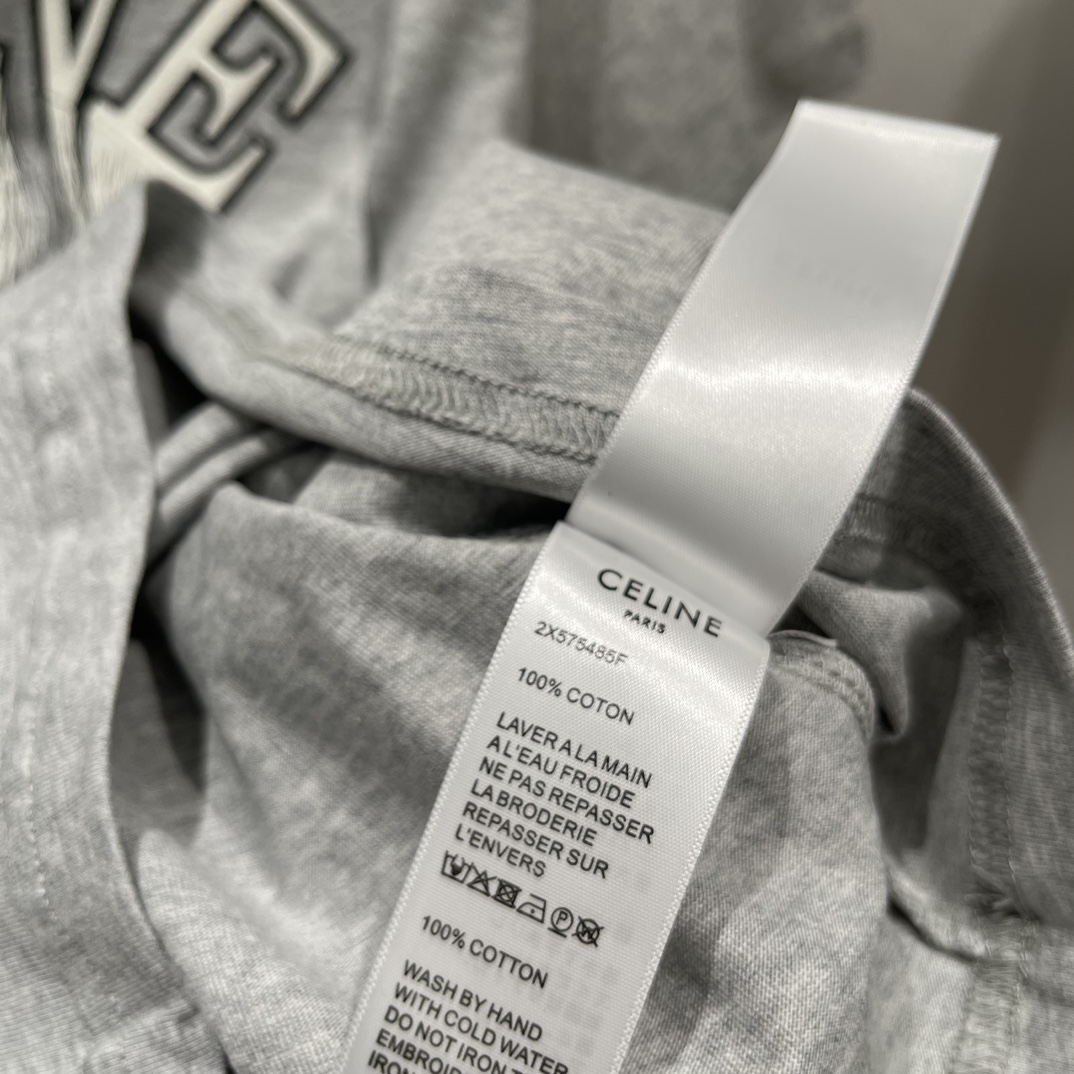 E
CELINE
PARIS
2X575485F
100% COTON
LAVER A LA MAIN
A L'EAU FROIDE
NE PAS REPASSER
LA BRODERIE
REPASSER SUR
L'ENVERS
P W
100% COTTON
WASH BY HAND
WITH COLD WATER
DO NOT IRON